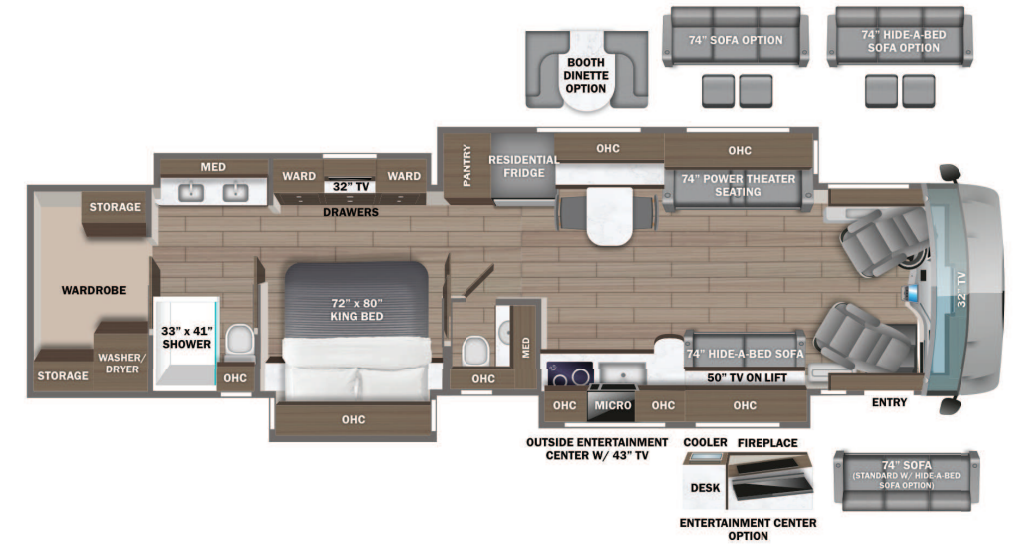 74” SOFA OPTION
74” HIDE-A-BED
SOFA OPTION
BOOTH
DINETTE
OPTION
MED
WARD
32” TV
WARD
DRAWERS
PANTRY
RESIDENTIAL
FRIDGE
OHC
OHC
74” POWER THEATER
SEATING
STORAGE
WARDROBE
STORAGE
WASHER/
DRYER
33” x 41”
SHOWER
OHC
72” x 80”
KING BED
OHC
OHC
MED
74” HIDE-A-BED SOFA
50” TV ON LIFT
OHC
MICRO
OHC
OHC
32” TV
ENTRY
OUTSIDE ENTERTAINMENT
CENTER W/ 43” TV
COOLER
FIREPLACE
DESK
ENTERTAINMENT CENTER
OPTION
74” SOFA
(STANDARD W/ HIDE-A-BED
SOFA OPTION)